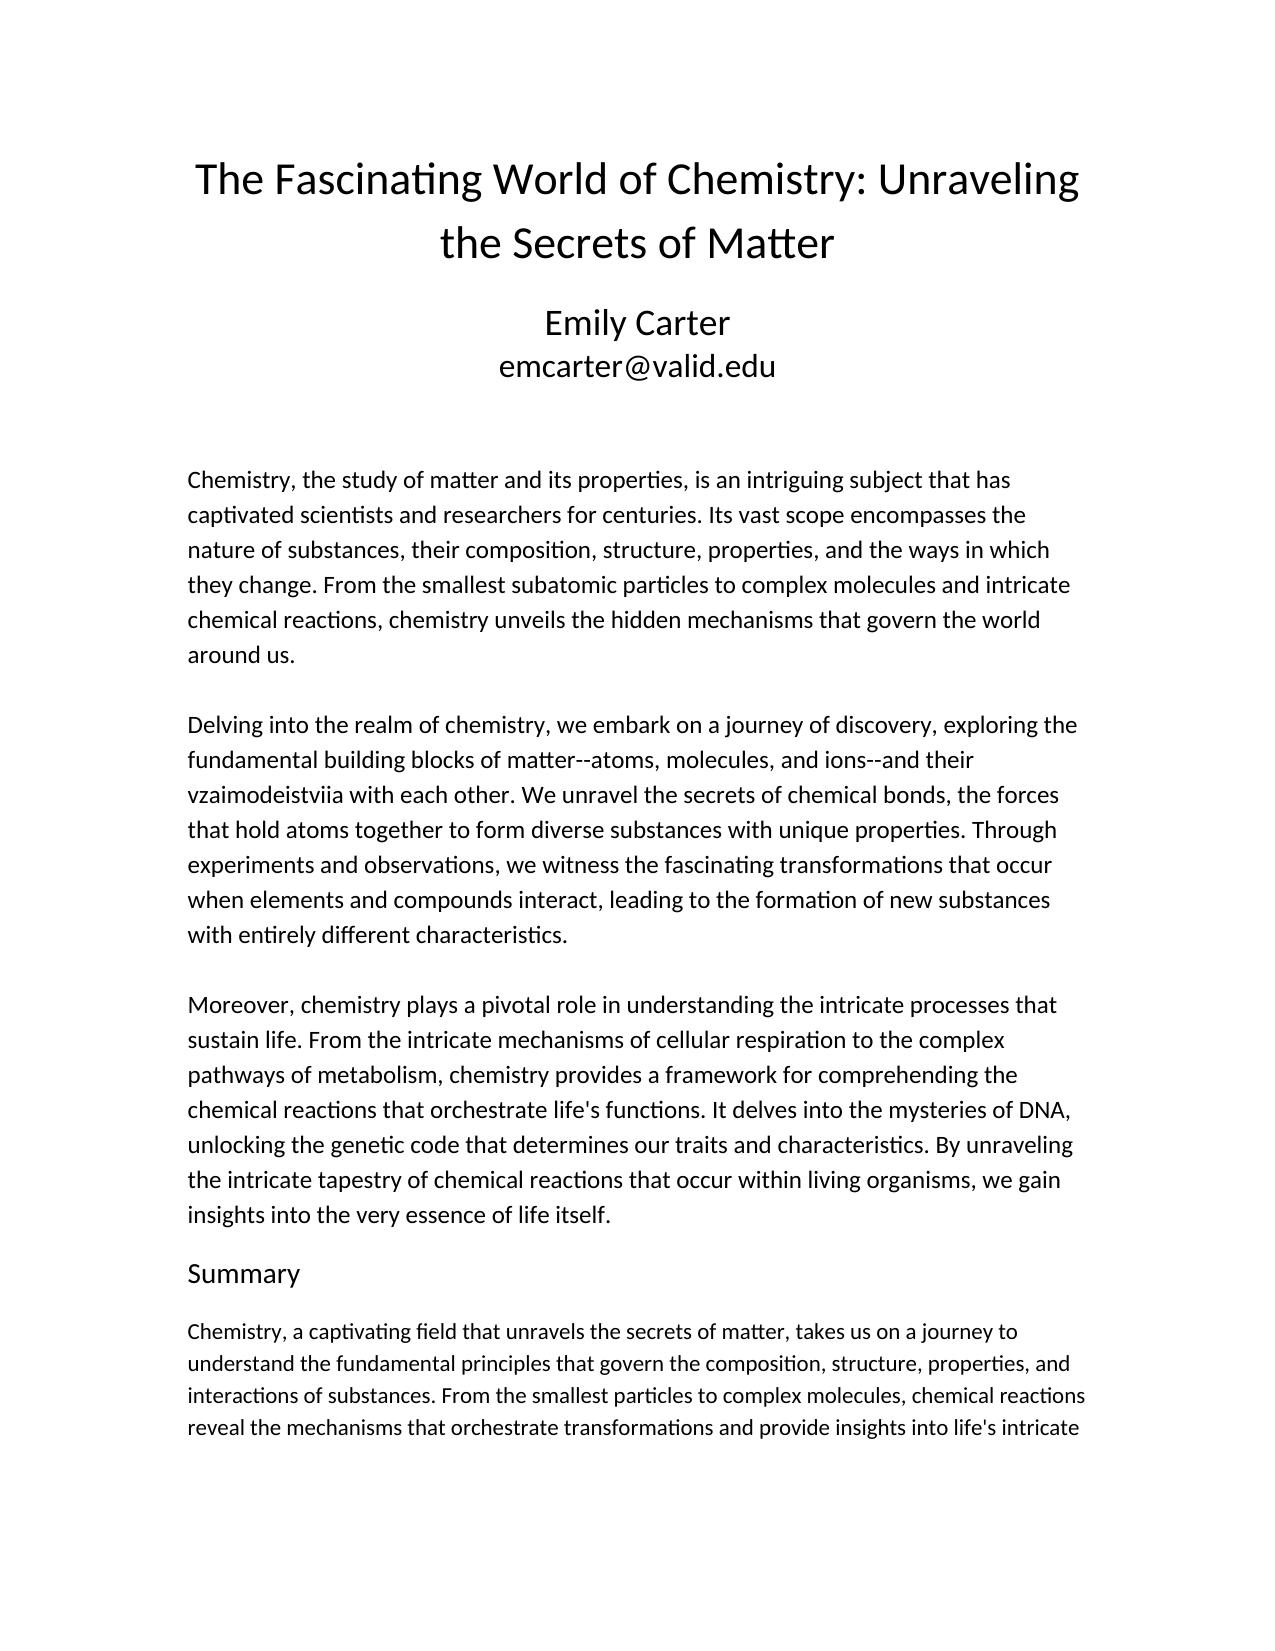 The Fascinating World of Chemistry: Unraveling
the Secrets of Matter
Emily Carter
emcarter@valid.edu
Chemistry, the study of matter and its properties, is an intriguing subject that has
captivated scientists and researchers for centuries. Its vast scope encompasses the
nature of substances, their composition, structure, properties, and the ways in which
they change. From the smallest subatomic particles to complex molecules and intricate
chemical reactions, chemistry unveils the hidden mechanisms that govern the world
around us.
Delving into the realm of chemistry, we embark on a journey of discovery, exploring the
fundamental building blocks of matter--atoms, molecules, and ions--and their
vzaimodeistviia with each other. We unravel the secrets of chemical bonds, the forces
that hold atoms together to form diverse substances with unique properties. Through
experiments and observations, we witness the fascinating transformations that occur
when elements and compounds interact, leading to the formation of new substances
with entirely different characteristics.
Moreover, chemistry plays a pivotal role in understanding the intricate processes that
sustain life. From the intricate mechanisms of cellular respiration to the complex
pathways of metabolism, chemistry provides a framework for comprehending the
chemical reactions that orchestrate life's functions. It delves into the mysteries of DNA,
unlocking the genetic code that determines our traits and characteristics. By unraveling
the intricate tapestry of chemical reactions that occur within living organisms, we gain
insights into the very essence of life itself.
Summary
Chemistry, a captivating field that unravels the secrets of matter, takes us on a journey to
understand the fundamental principles that govern the composition, structure, properties, and
interactions of substances. From the smallest particles to complex molecules, chemical reactions
reveal the mechanisms that orchestrate transformations and provide insights into life's intricate